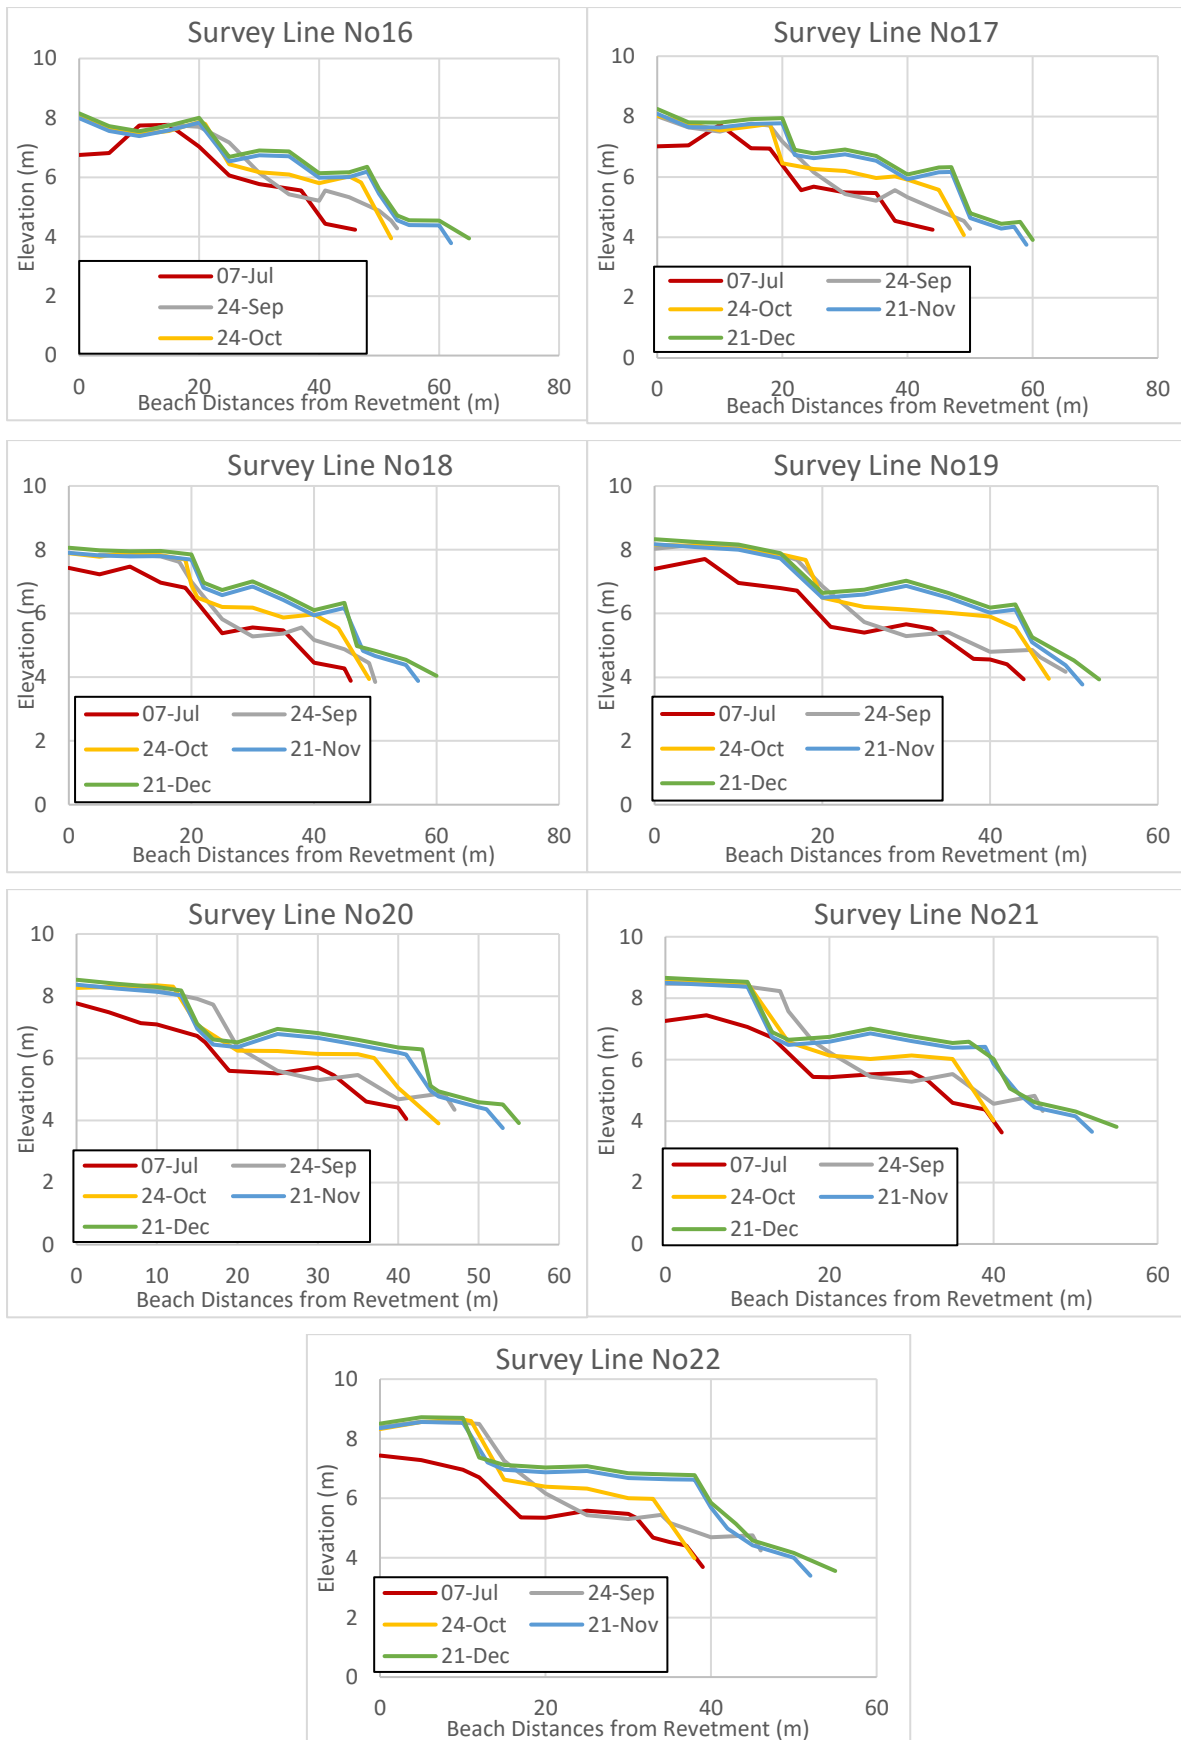 Survey Line No16
Elevation (m)
10
8
6
4
2
0
07-Jul
24-Sep
24-Oct
0 20 40 60 80
Beach Distances from Revetment (m)
Survey Line No17
Elevation (m)
10
8
6
4
2
0
07-Jul 24-Sep
24-Oct 21-Nov
21-Dec
0 20 40 60 80
Beach Distances from Revetment (m)
Survey Line No18
Elevation (m)
10
8
6
4
2
0
07-Jul 24-Sep
24-Oct 21-Nov
21-Dec
0 20 40 60 80
Beach Distances from Revetment (m)
Survey Line No19
Elveation (m)
10
8
6
4
2
0
07-Jul 24-Sep
24-Oct 21-Nov
21-Dec
0 20 40 60
Beach Distances from Revetment (m)
Survey Line No20
Elevation (m)
10
8
6
4
2
0
07-Jul 24-Sep
24-Oct 21-Nov
21-Dec
0 10 20 30 40 50 60
Beach Distances from Revetment (m)
Survey Line No21
Elevation (m)
10
8
6
4
2
0
07-Jul 24-Sep
24-Oct 21-Nov
21-Dec
0 20 40 60
Beach Distances from Revetment (m)
Survey Line No22
Elevation (m)
10
8
6
4
2
0
07-Jul 24-Sep
24-Oct 21-Nov
21-Dec
0 20 40 60
Beach Distances from Revetment (m)